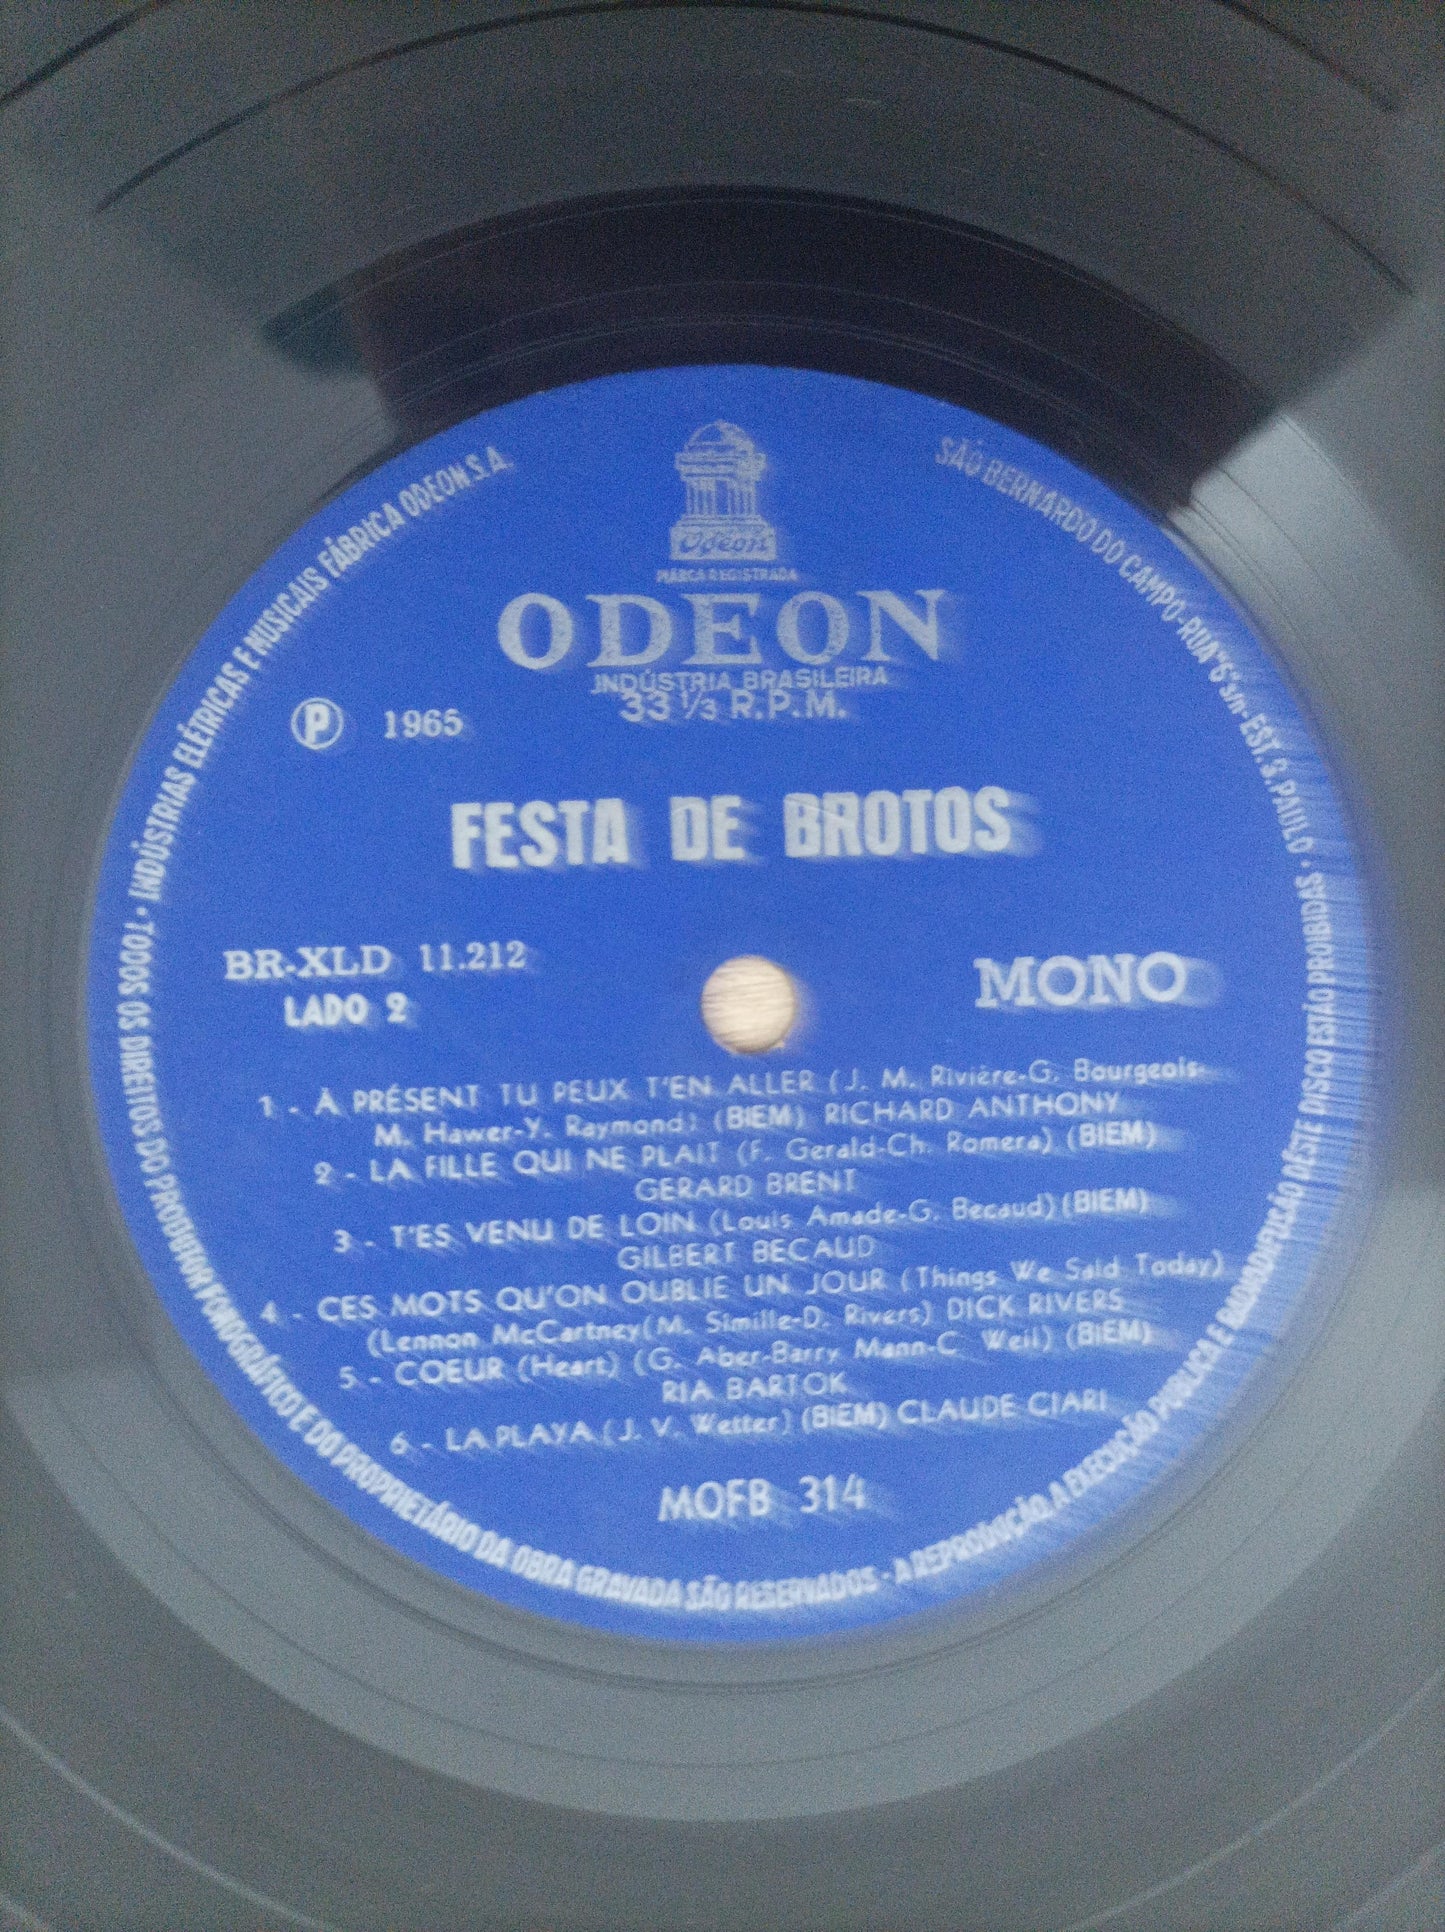 Odeon
MARCA REGISTRADA
ODEON
INDÚSTRIA BRASILEIRA
33 1/3 R.P.M.
Ⓟ 1965
FESTA DE BROTOS
BR-XLD 11.212
LADO 2
MONO
1 - À PRÉSENT TU PEUX T'EN ALLER (J. M. Rivière-G. Bourgeois-
M. Hawer-Y. Raymond) (BIEM) RICHARD ANTHONY
2 - LA FILLE QUI NE PLAIT (F. Gerald-Ch. Romera) (BIEM)
GERARD BRENT
3 - T'ES VENU DE LOIN (Louis Amade-G. Becaud) (BIEM)
GILBERT BECAUD
4 - CES MOTS QU'ON OUBLIE UN JOUR (Things We Said Today)
(Lennon McCartney(M. Simille-D. Rivers) DICK RIVERS
5 - COEUR (Heart) (G. Aber-Barry Mann-C. Weil) (BIEM)
RIA BARTOK
6 - LA PLAYA (J. V. Wetter) (BIEM) CLAUDE CIARI
MOFB 314
TODOS OS DIREITOS DO PRODUTOR FONOGRÁFICO E DO PROPRIETÁRIO DA OBRA GRAVADA SÃO RESERVADOS - A REPRODUÇÃO, A EXECUÇÃO PÚBLICA E RADIODIFUSÃO DÊSTE DISCO ESTÃO PROIBIDAS •
INDÚSTRIAS ELÉTRICAS E MUSICAIS FÁBRICA ODEON S.A.
SÃO BERNARDO DO CAMPO-RUA "6" s/n- EST. S. PAULO